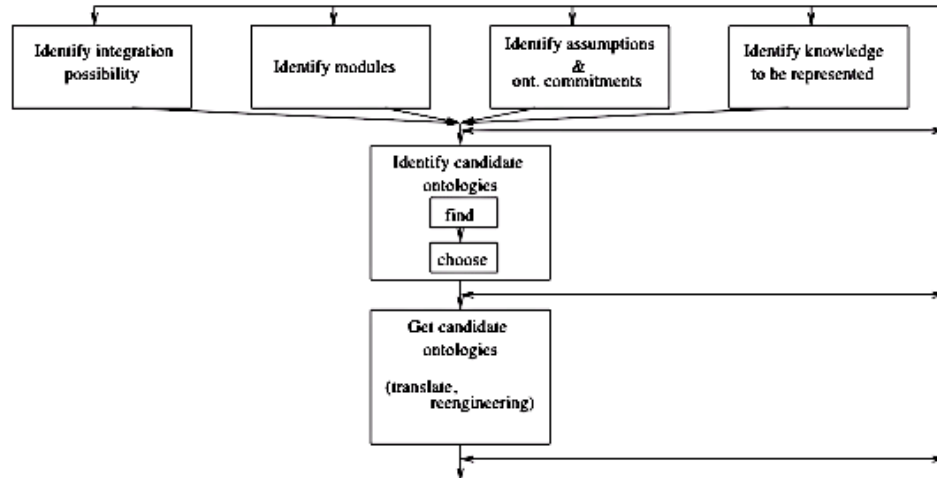 Identify integration
possibility
Identify modules
Identify assumptions
&
ont. commitments
Identify knowledge
to be represented
Identify candidate
ontologies
find
choose
Get candidate
ontologies
(translate,
reengineering)